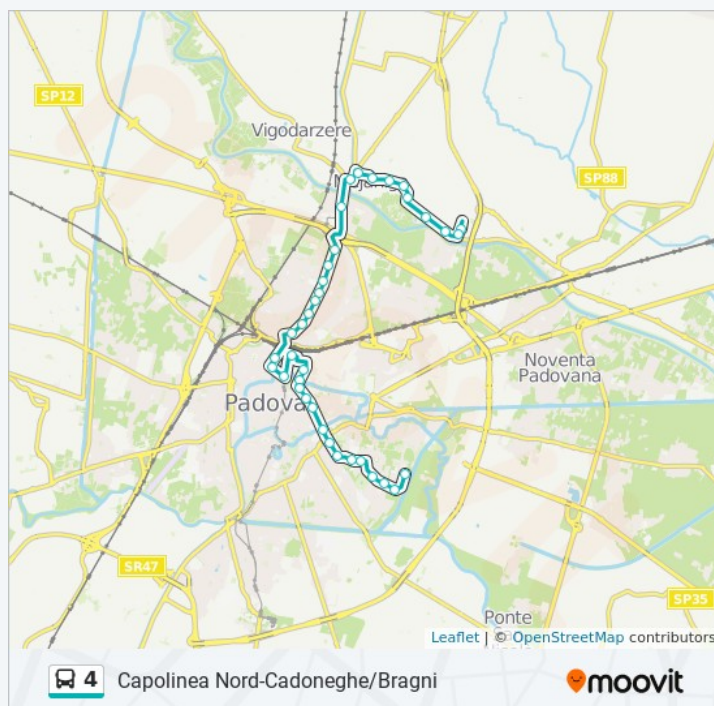 SP12
Vigodarzere
SP88
Noventa
Padovana
Padova
SR47
SP35
Ponte
Leaflet | © OpenStreetMap contributors
4 Capolinea Nord-Cadoneghe/Bragni
moovit